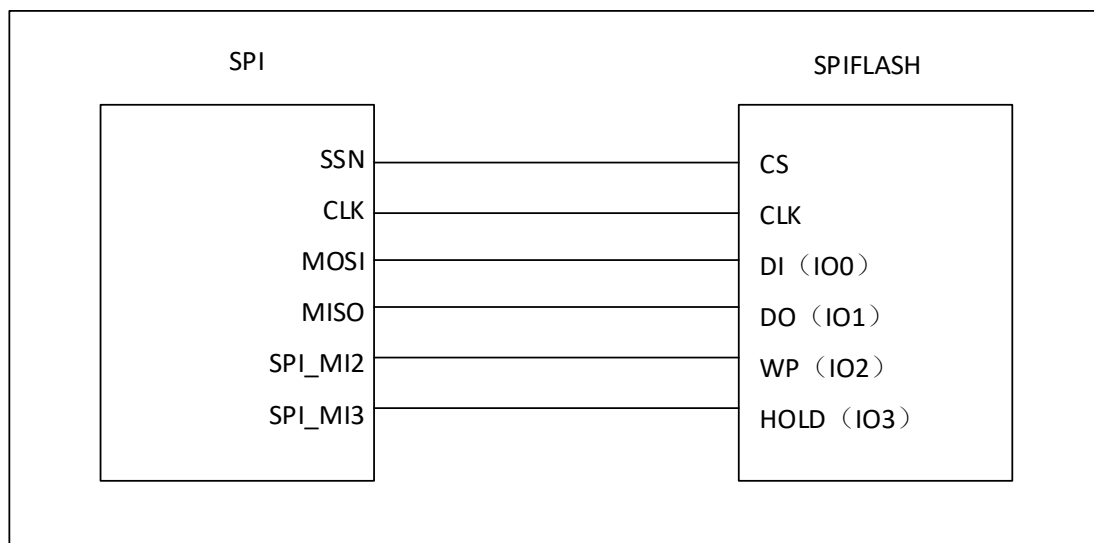 SPI
SPIFLASH
SSN
CS
CLK
CLK
MOSI
DI（IO0）
MISO
DO（IO1）
SPI_MI2
WP（IO2）
SPI_MI3
HOLD（IO3）